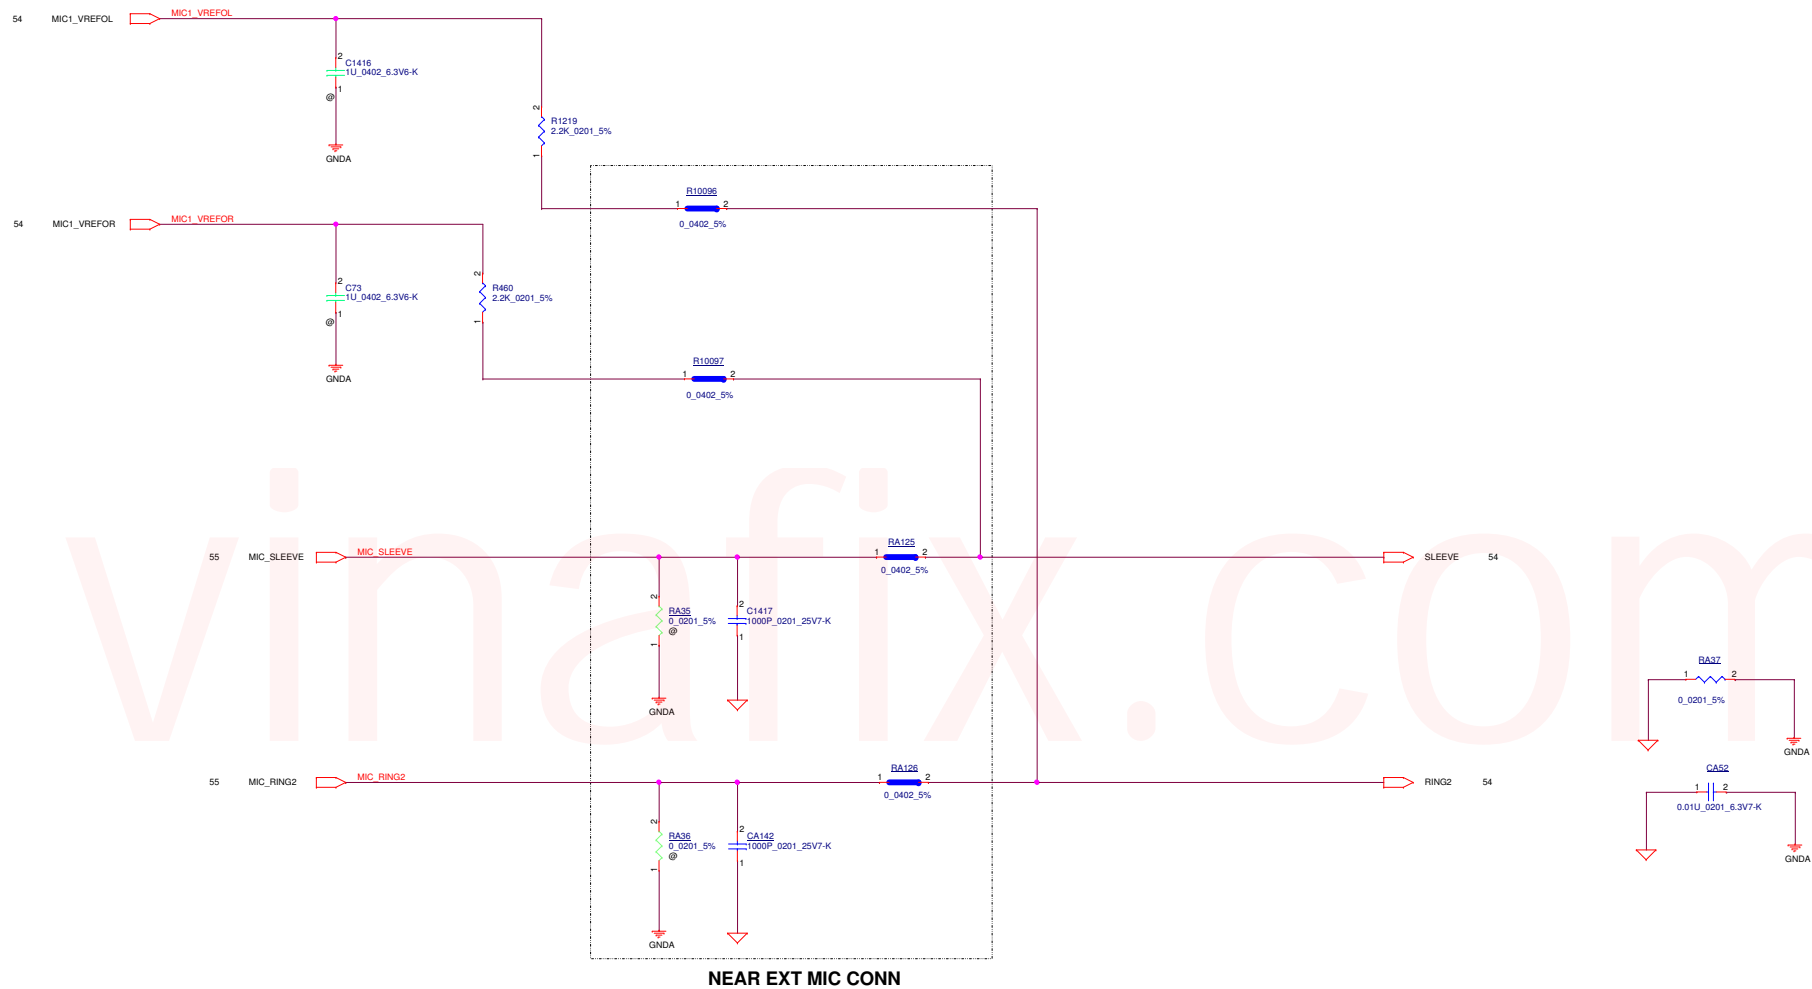 54 MIC1_VREFOL MIC1_VREFOL
2
C1416
1U_0402_6.3V6-K
1
@
GNDA
2
R1219
2.2K_0201_5%
1
R10096
1 2
0_0402_5%
54 MIC1_VREFOR MIC1_VREFOR
2
C73
1U_0402_6.3V6-K
1
@
GNDA
2
R460
2.2K_0201_5%
1
R10097
1 2
0_0402_5%
vinafix.com
55 MIC_SLEEVE MIC_SLEEVE
RA125
1 2
0_0402_5%
SLEEVE 54
2
RA35
0_0201_5%
@
1
GNDA
2
C1417
1000P_0201_25V7-K
1
RA37
1 2
0_0201_5%
GNDA
55 MIC_RING2 MIC_RING2
RA126
1 2
0_0402_5%
RING2 54
2
RA36
0_0201_5%
@
1
GNDA
2
CA142
1000P_0201_25V7-K
1
CA52
1 2
0.01U_0201_6.3V7-K
GNDA
NEAR EXT MIC CONN